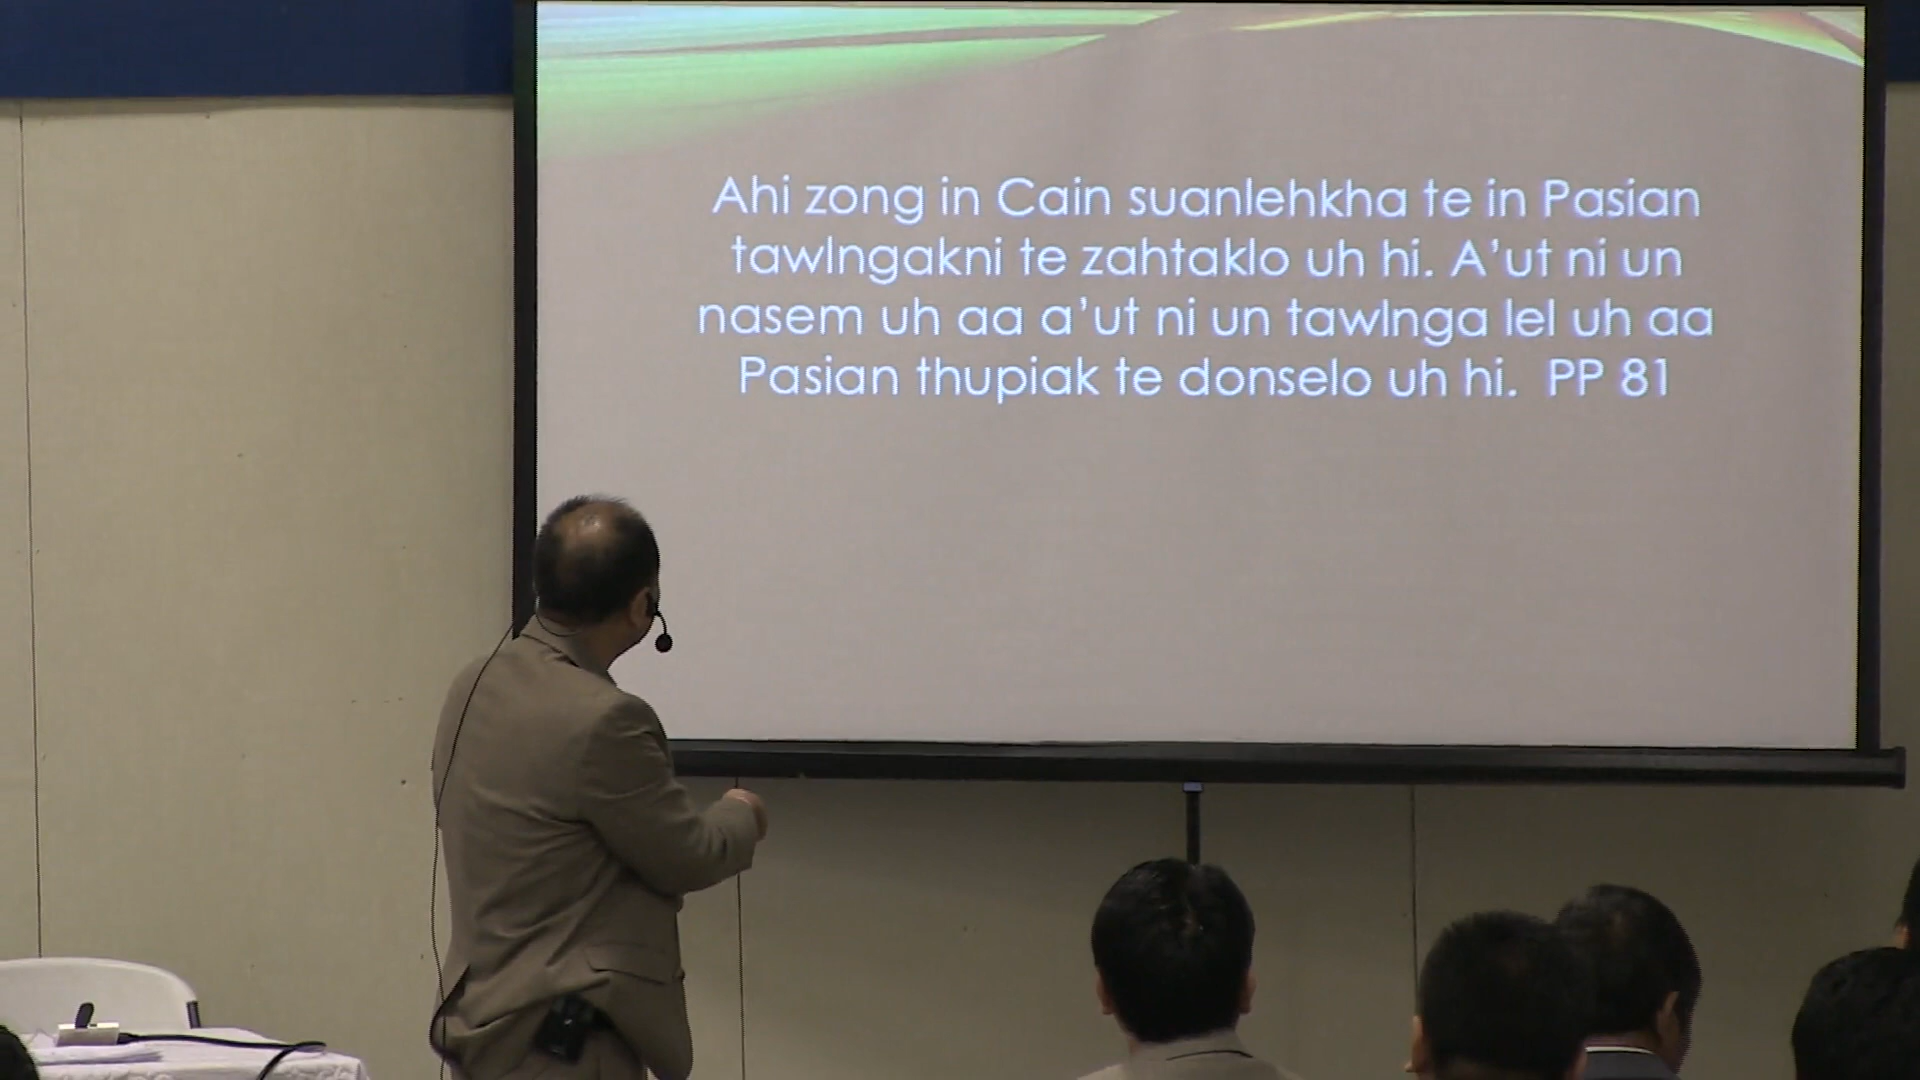 Ahi zong in Cain suanlehkha te in Pasian
tawlngakni te zahtaklo uh hi. A’ut ni un
nasem uh aa a’ut ni un tawlnga lel uh aa
Pasian thupiak te donselo uh hi.  PP 81